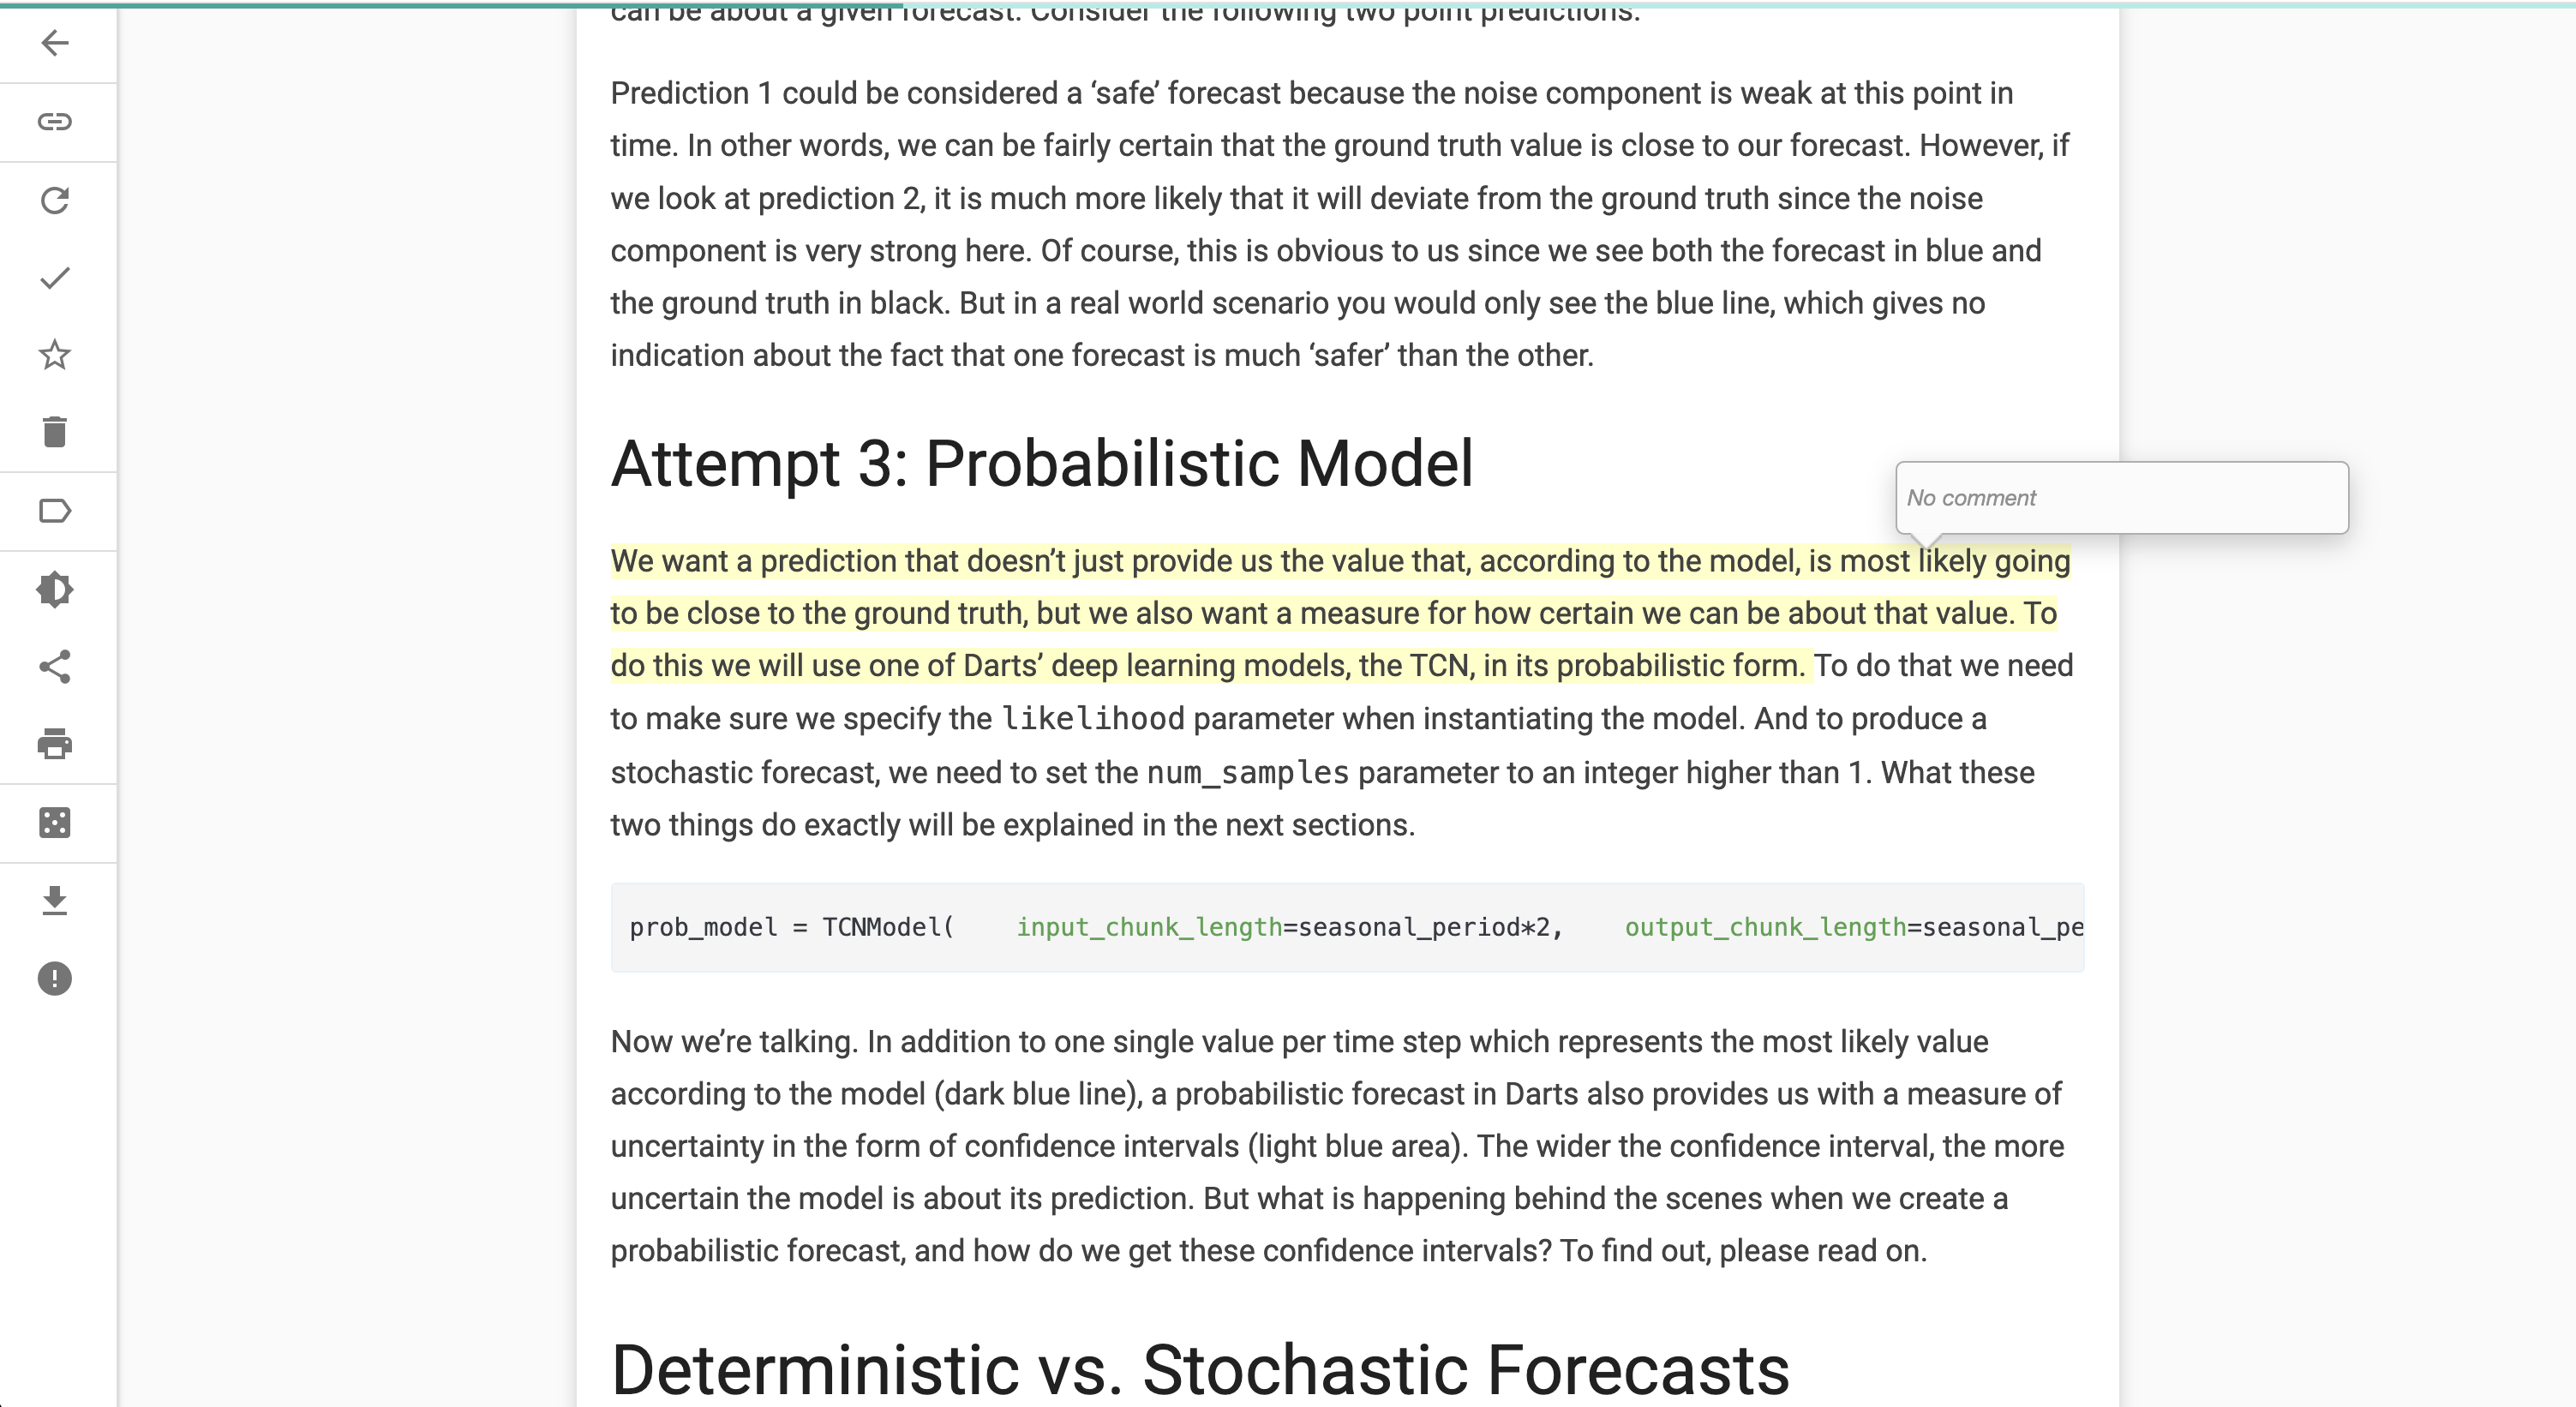 can be about a given forecast. Consider the following two point predictions.
Prediction 1 could be considered a ‘safe’ forecast because the noise component is weak at this point in
time. In other words, we can be fairly certain that the ground truth value is close to our forecast. However, if
we look at prediction 2, it is much more likely that it will deviate from the ground truth since the noise
component is very strong here. Of course, this is obvious to us since we see both the forecast in blue and
the ground truth in black. But in a real world scenario you would only see the blue line, which gives no
indication about the fact that one forecast is much ‘safer’ than the other.
Attempt 3: Probabilistic Model
No comment
We want a prediction that doesn’t just provide us the value that, according to the model, is most likely going
to be close to the ground truth, but we also want a measure for how certain we can be about that value. To
do this we will use one of Darts’ deep learning models, the TCN, in its probabilistic form. To do that we need
to make sure we specify the likelihood parameter when instantiating the model. And to produce a
stochastic forecast, we need to set the num_samples parameter to an integer higher than 1. What these
two things do exactly will be explained in the next sections.
prob_model = TCNModel(    input_chunk_length=seasonal_period*2,    output_chunk_length=seasonal_pe
Now we’re talking. In addition to one single value per time step which represents the most likely value
according to the model (dark blue line), a probabilistic forecast in Darts also provides us with a measure of
uncertainty in the form of confidence intervals (light blue area). The wider the confidence interval, the more
uncertain the model is about its prediction. But what is happening behind the scenes when we create a
probabilistic forecast, and how do we get these confidence intervals? To find out, please read on.
Deterministic vs. Stochastic Forecasts